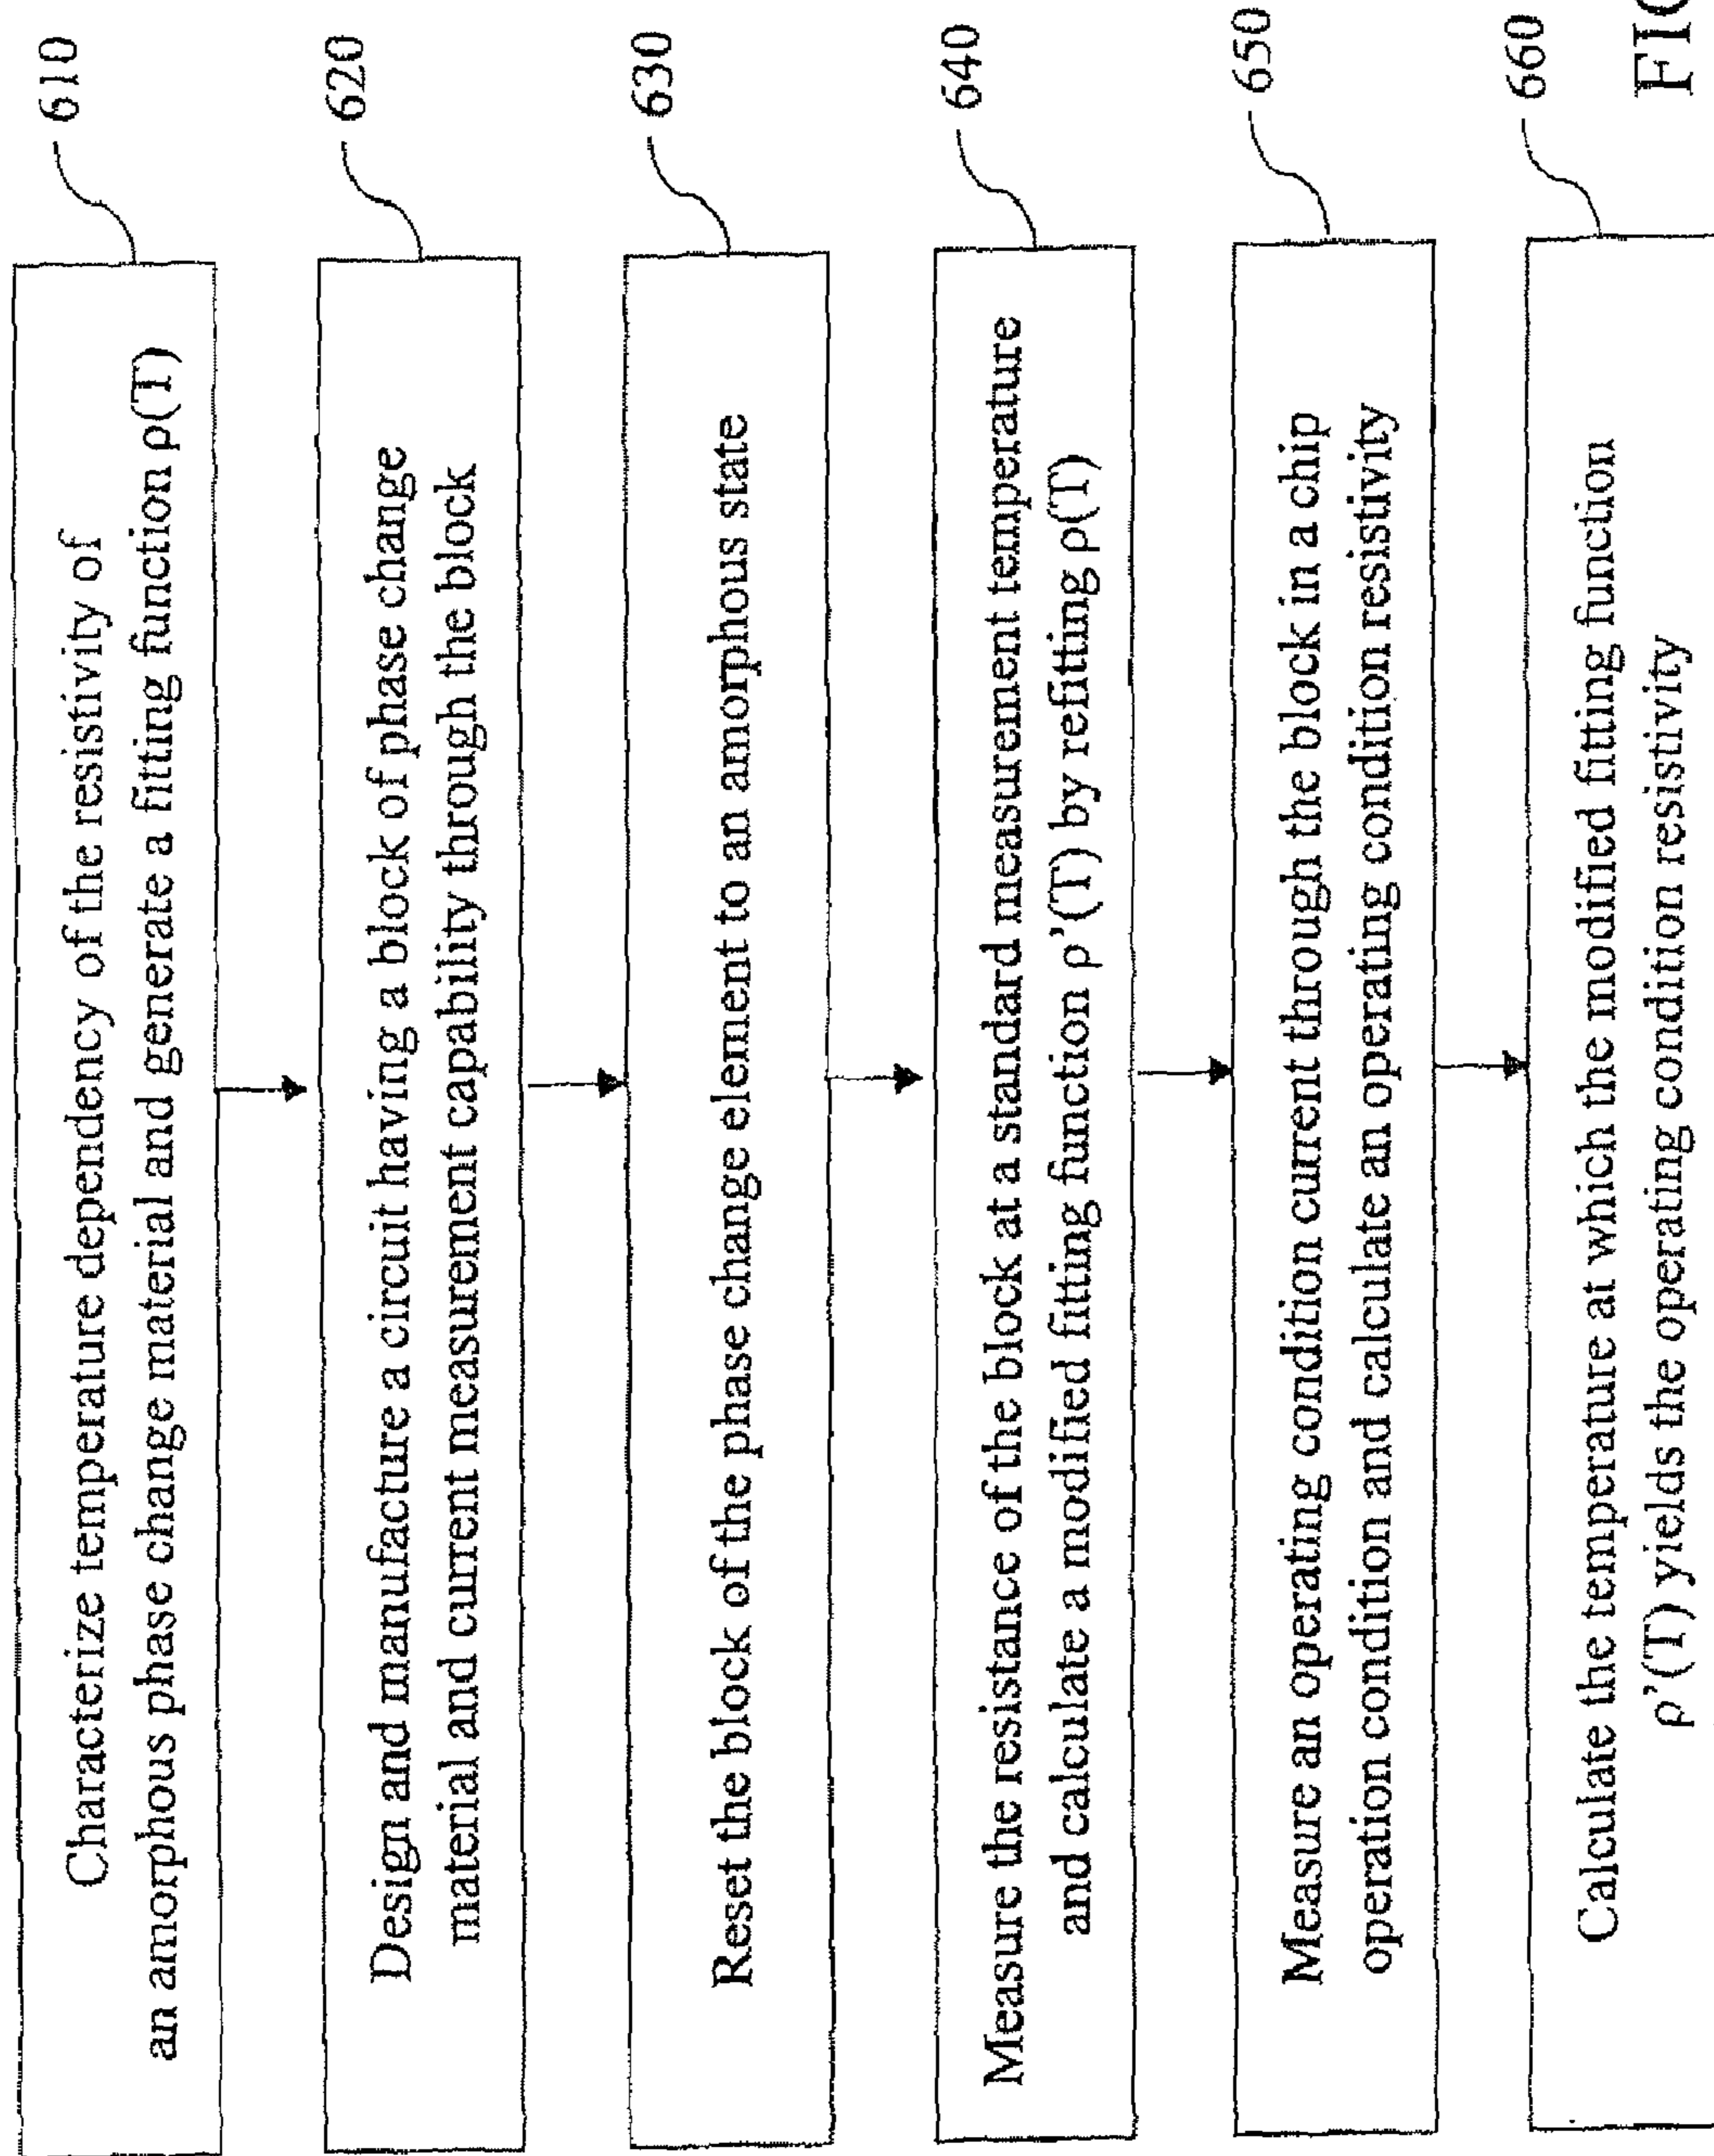 Characterize temperature dependency of the resistivity of
an amorphous phase change material and generate a fitting function ρ(T)
610
Design and manufacture a circuit having a block of phase change
material and current measurement capability through the block
620
Reset the block of the phase change element to an amorphous state
630
Measure the resistance of the block at a standard measurement temperature
and calculate a modified fitting function ρ'(T) by refitting ρ(T)
640
Measure an operating condition current through the block in a chip
operation condition and calculate an operating condition resistivity
650
Calculate the temperature at which the modified fitting function
ρ'(T) yields the operating condition resistivity
660